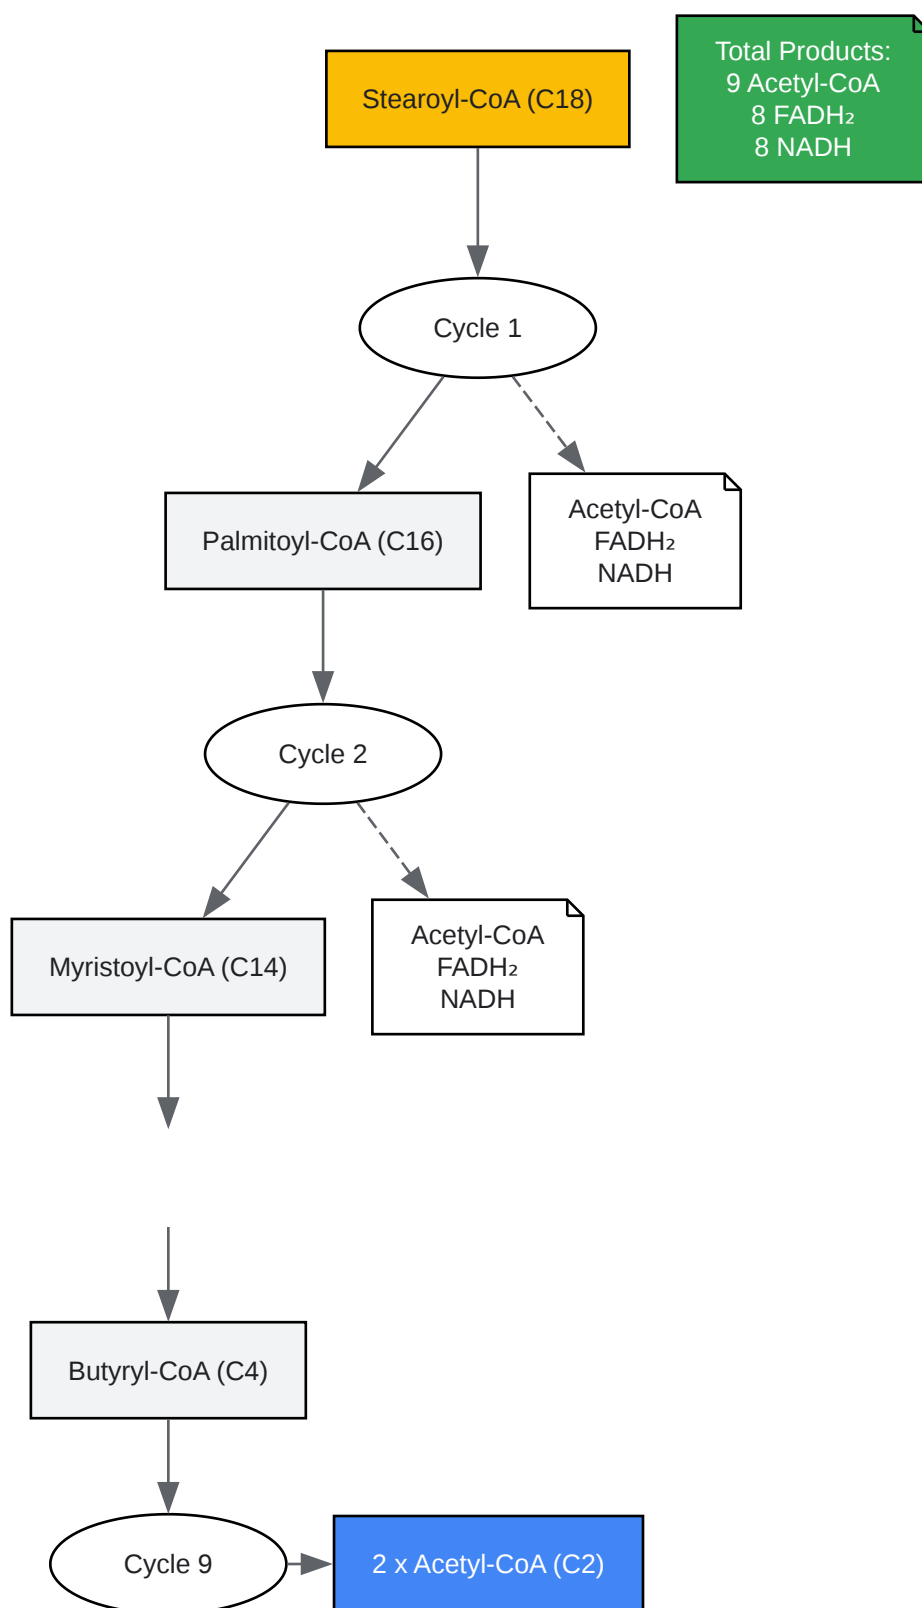 Stearoyl-CoA (C18)
Total Products:
9 Acetyl-CoA
8 FADH₂
8 NADH
Cycle 1
Palmitoyl-CoA (C16)
Acetyl-CoA
FADH₂
NADH
Cycle 2
Myristoyl-CoA (C14)
Acetyl-CoA
FADH₂
NADH
Butyryl-CoA (C4)
Cycle 9
2 x Acetyl-CoA (C2)